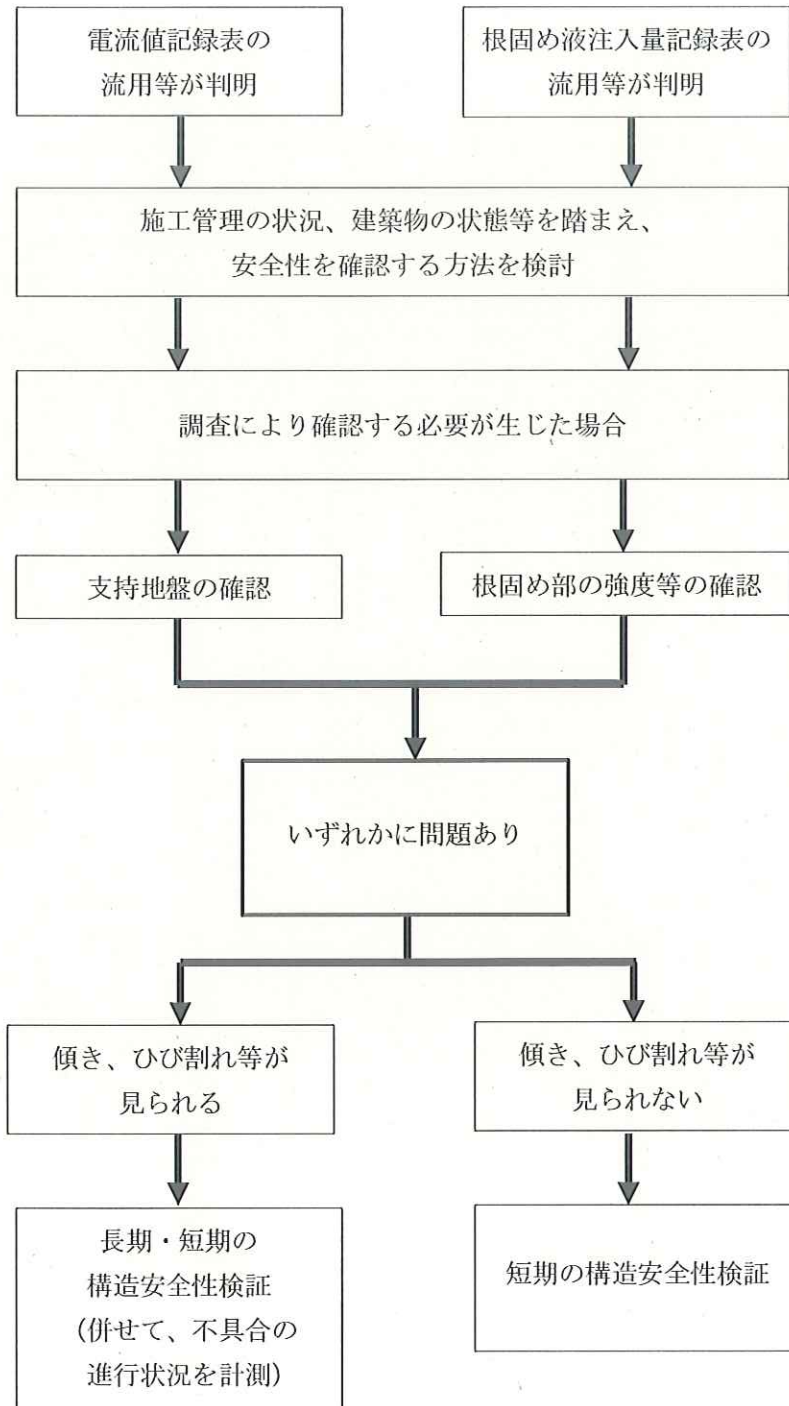 電流値記録表の
流用等が判明
根固め液注入量記録表の
流用等が判明
施工管理の状況、建築物の状態等を踏まえ、
安全性を確認する方法を検討
調査により確認する必要が生じた場合
支持地盤の確認
根固め部の強度等の確認
いずれかに問題あり
傾き、ひび割れ等が
見られる
傾き、ひび割れ等が
見られない
長期・短期の
構造安全性検証
（併せて、不具合の
進行状況を計測）
短期の構造安全性検証